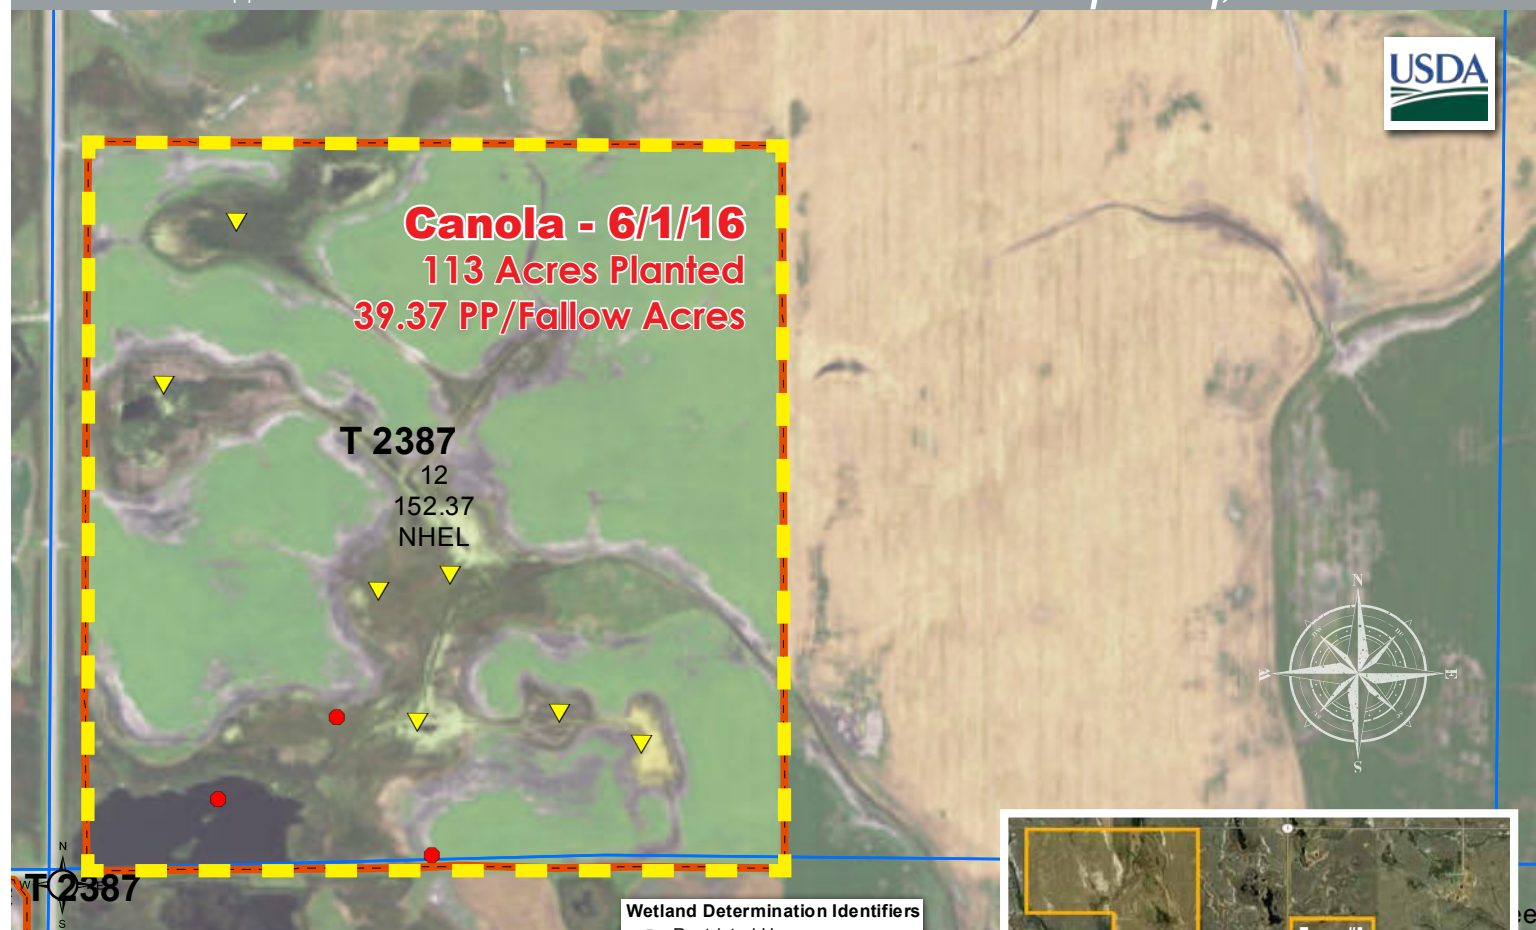 USDA
Canola - 6/1/16
113 Acres Planted
39.37 PP/Fallow Acres
T 2387
12
152.37
NHEL
N
W
E
S
N
W
S
T 2387
Wetland Determination Identifiers